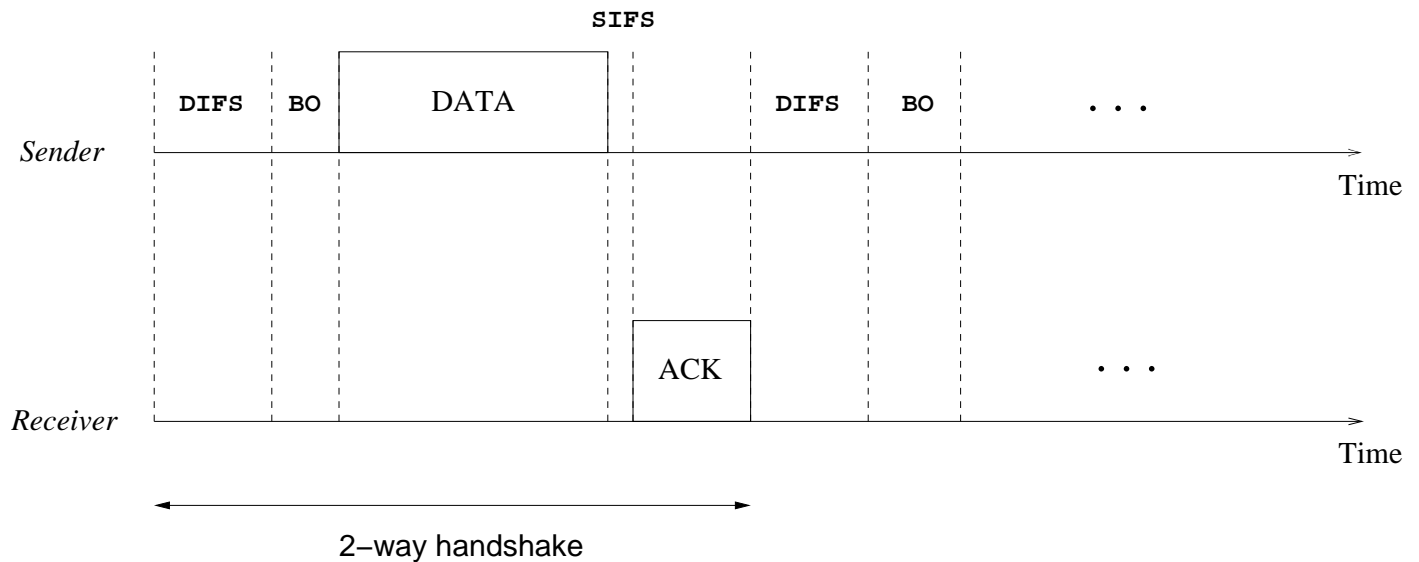 SIFS
DIFS BO DATA DIFS BO . . .
Sender
Time
ACK . . .
Receiver
Time
2−way handshake